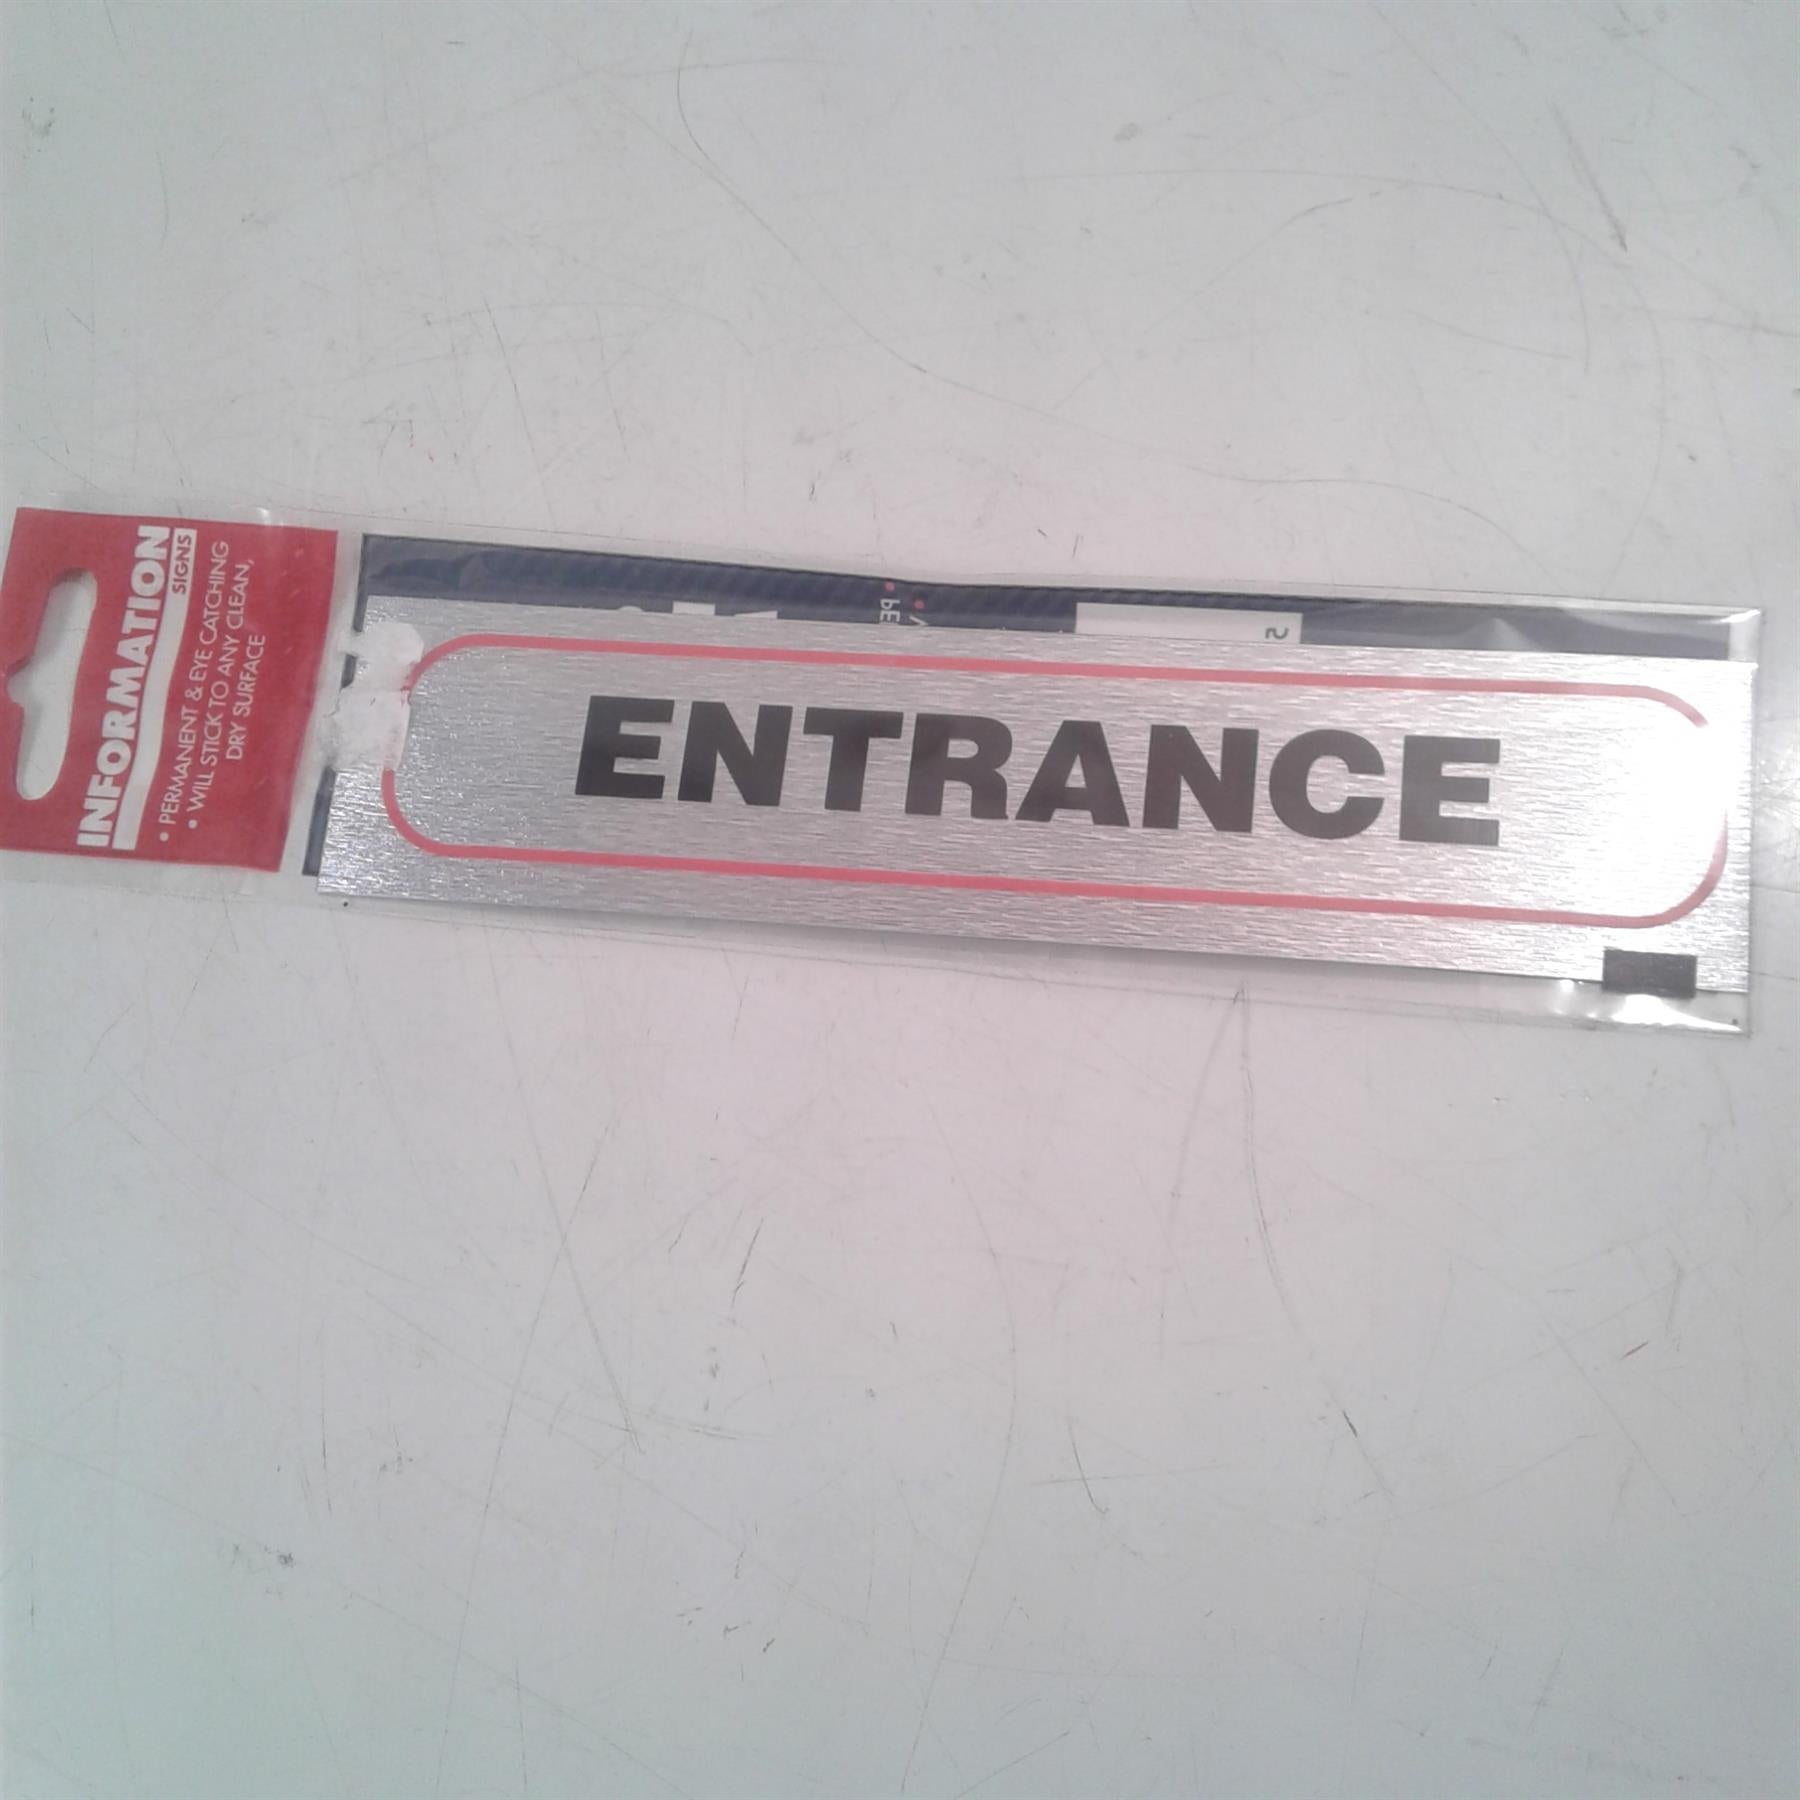 INFORMATION
SIGNS
• PERMANENT & EYE CATCHING
• WILL STICK TO ANY CLEAN,
DRY SURFACE
ENTRANCE